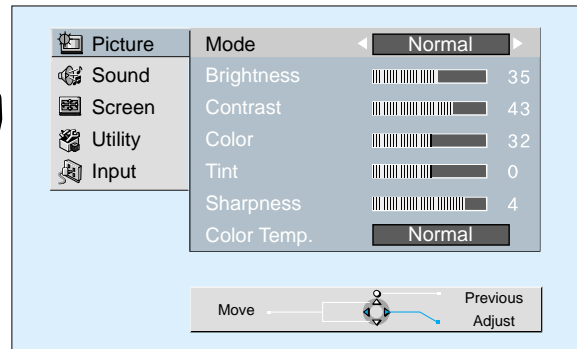 Picture
Sound
Screen
Utility
Input
Mode Normal
Brightness 35
Contrast 43
Color 32
Tint 0
Sharpness 4
Color Temp. Normal
Move
Previous
Adjust